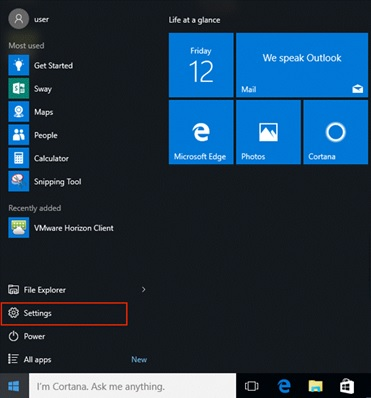 user
Most used
Get Started
Sway
Maps
People
Calculator
Snipping Tool
Recently added
VMware Horizon Client
File Explorer
Settings
Power
All apps New
I'm Cortana. Ask me anything.
Life at a glance
Friday
12
We speak Outlook
Mail
Microsoft Edge
Photos
Cortana